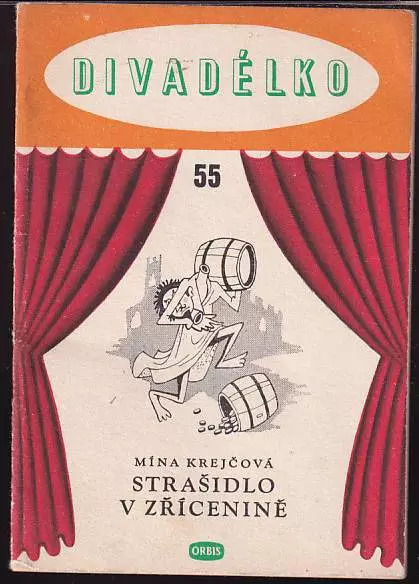 DIVADÉLKO
55
MÍNA KREJČOVÁ
STRAŠIDLO
V ZŘÍCENINĚ
ORBIS